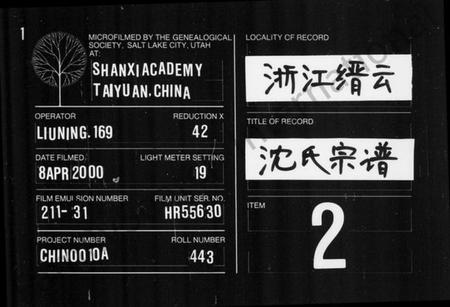 1
MICROFILMED BY THE GENEALOGICAL
SOCIETY, SALT LAKE CITY, UTAH
AT:
SHANXI ACADEMY
TAIYUAN. CHINA
OPERATOR
REDUCTION X
LIUNING. 169
42
DATE FILMED
LIGHT METER SETTING
8APR 2000
19
FILM EMULSION NUMBER
FILM UNIT SER. NO.
211- 31
HR55630
PROJECT NUMBER
ROLL NUMBER
CHIN0010A
443
LOCALITY OF RECORD
浙江缙云
TITLE OF RECORD
沈氏宗谱
ITEM
2